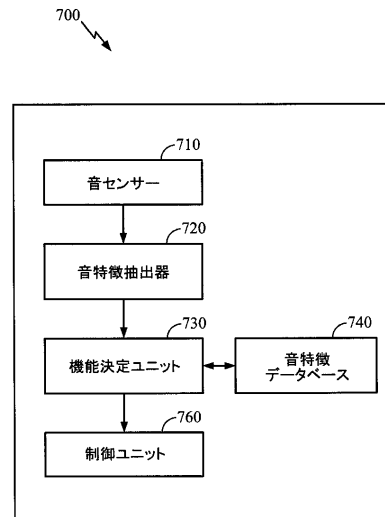 700
710
音センサー
720
音特徴抽出器
730
機能決定ユニット
740
音特徴
データベース
760
制御ユニット